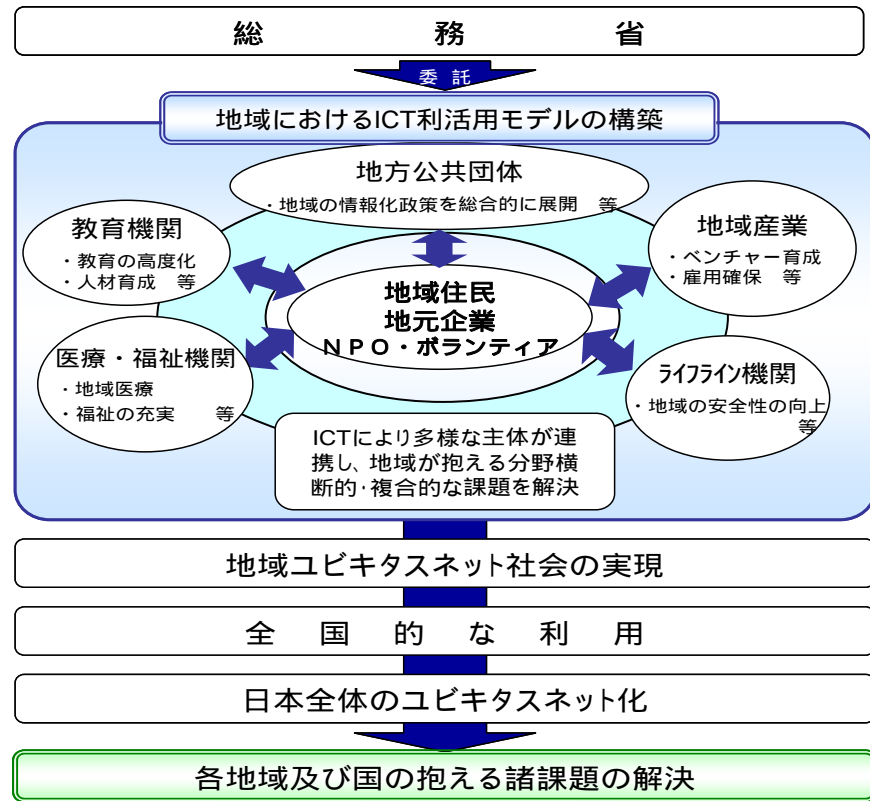 総務省
委託
地域におけるICT利活用モデルの構築
地方公共団体
・地域の情報化政策を総合的に展開　等
教育機関
・教育の高度化
・人材育成　等
地域産業
・ベンチャー育成
・雇用確保　等
地域住民
地元企業
ＮＰＯ・ボランティア
医療・福祉機関
・地域医療
・福祉の充実　　等
ﾗｲﾌﾗｲﾝ機関
・地域の安全性の向上
等
ICTにより多様な主体が連
携し、地域が抱える分野横
断的・複合的な課題を解決
地域ユビキタスネット社会の実現
全国的な利用
日本全体のユビキタスネット化
各地域及び国の抱える諸課題の解決